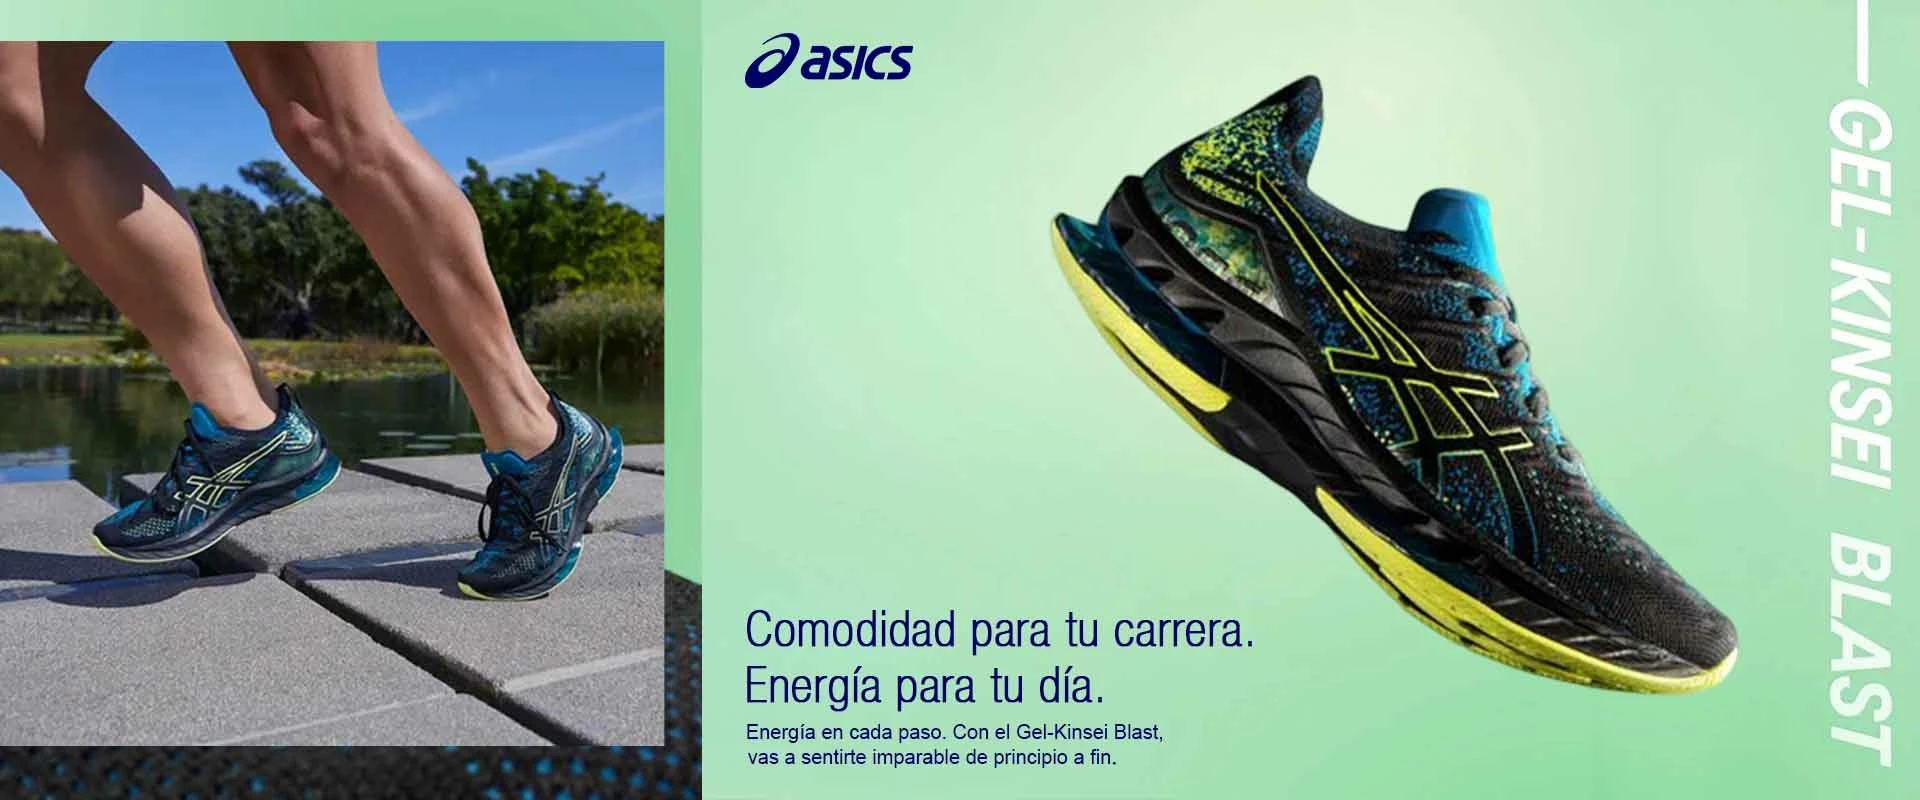 asics
Comodidad para tu carrera.
Energía para tu día.
Energía en cada paso. Con el Gel-Kinsei Blast,
vas a sentirte imparable de principio a fin.
GEL-KINSEI BLAST